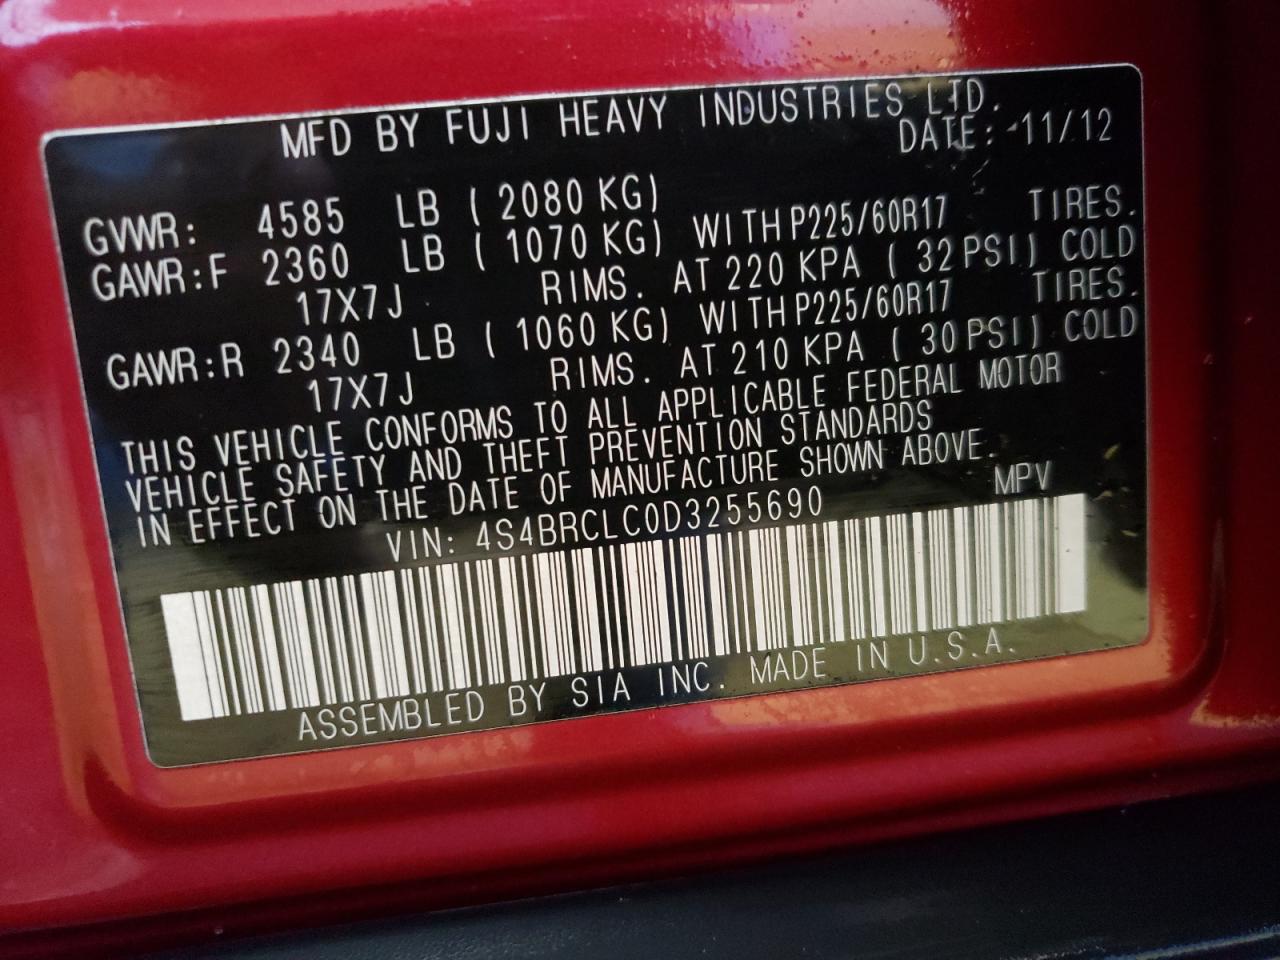 MFD BY FUJI HEAVY INDUSTRIES LTD.
DATE: 11/12
GVWR: 4585 LB ( 2080 KG)
GAWR:F 2360 LB ( 1070 KG) WITH P225/60R17 TIRES.
17X7J RIMS. AT 220 KPA ( 32 PSI) COLD
GAWR:R 2340 LB ( 1060 KG) WITH P225/60R17 TIRES.
17X7J RIMS. AT 210 KPA ( 30 PSI) COLD
THIS VEHICLE CONFORMS TO ALL APPLICABLE FEDERAL MOTOR
VEHICLE SAFETY AND THEFT PREVENTION STANDARDS
IN EFFECT ON THE DATE OF MANUFACTURE SHOWN ABOVE.
VIN: 4S4BRCLC0D3255690 MPV
ASSEMBLED BY SIA INC. MADE IN U.S.A.